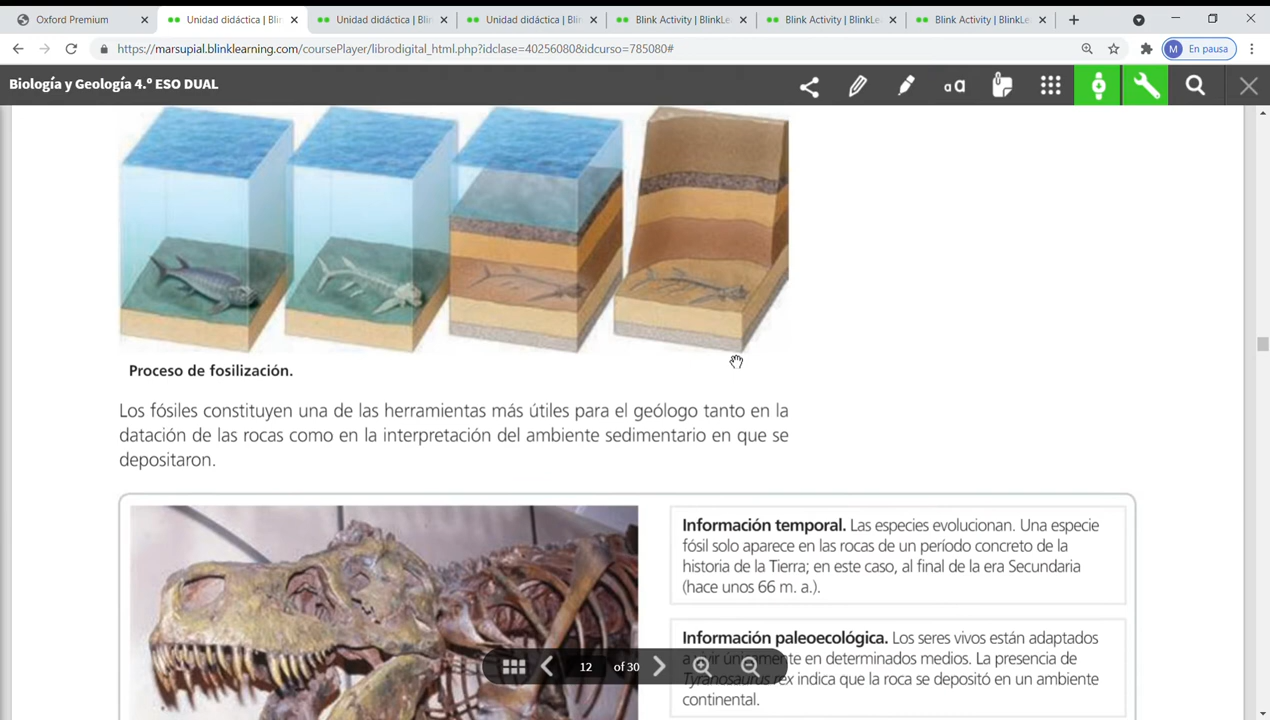 Oxford Premium
Unidad didáctica | Bli
Unidad didáctica | Bli
Unidad didáctica | Bli
Blink Activity | BlinkLe
Blink Activity | BlinkLe
Blink Activity | BlinkLe
https://marsupial.blinklearning.com/coursePlayer/librodigital_html.php?idclase=40256080&idcurso=785080#
M En pausa
Biología y Geología 4.º ESO DUAL
aa
Proceso de fosilización.
Los fósiles constituyen una de las herramientas más útiles para el geólogo tanto en la
datación de las rocas como en la interpretación del ambiente sedimentario en que se
depositaron.
Información temporal. Las especies evolucionan. Una especie
fósil solo aparece en las rocas de un período concreto de la
historia de la Tierra; en este caso, al final de la era Secundaria
(hace unos 66 m. a.).
Información paleoecológica. Los seres vivos están adaptados
a vivir únicamente en determinados medios. La presencia de
Tyranosaurus rex indica que la roca se depositó en un ambiente
continental.
12 of 30